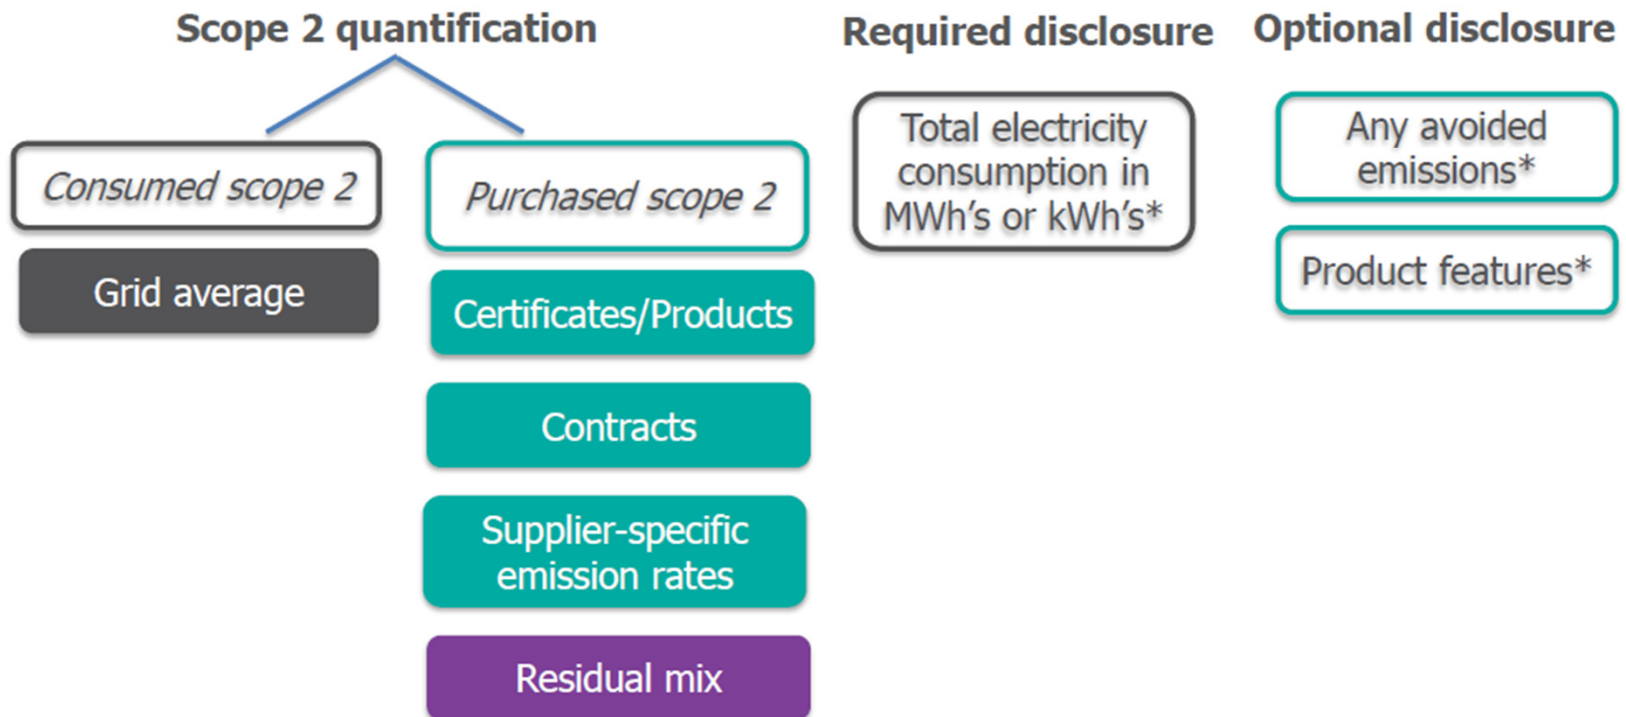 Scope 2 quantification
Consumed scope 2
Grid average
Purchased scope 2
Certificates/Products
Contracts
Supplier-specific
emission rates
Residual mix
Required disclosure
Total electricity
consumption in
MWh’s or kWh’s*
Optional disclosure
Any avoided
emissions*
Product features*